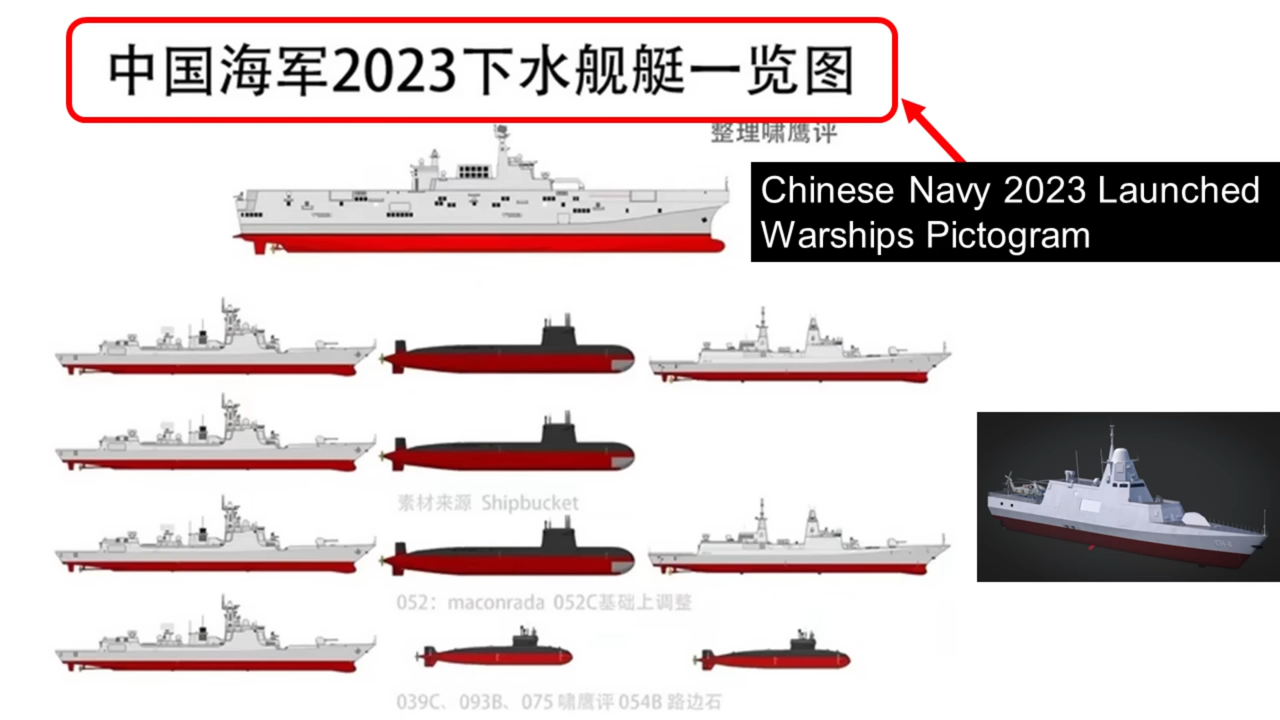 中国海军2023下水舰艇一览图
整理啸鹰评
Chinese Navy 2023 Launched
Warships Pictogram
素材来源 Shipbucket
052：maconrada 052C基础上调整
039C、093B、075 啸鹰评 054B 路边石